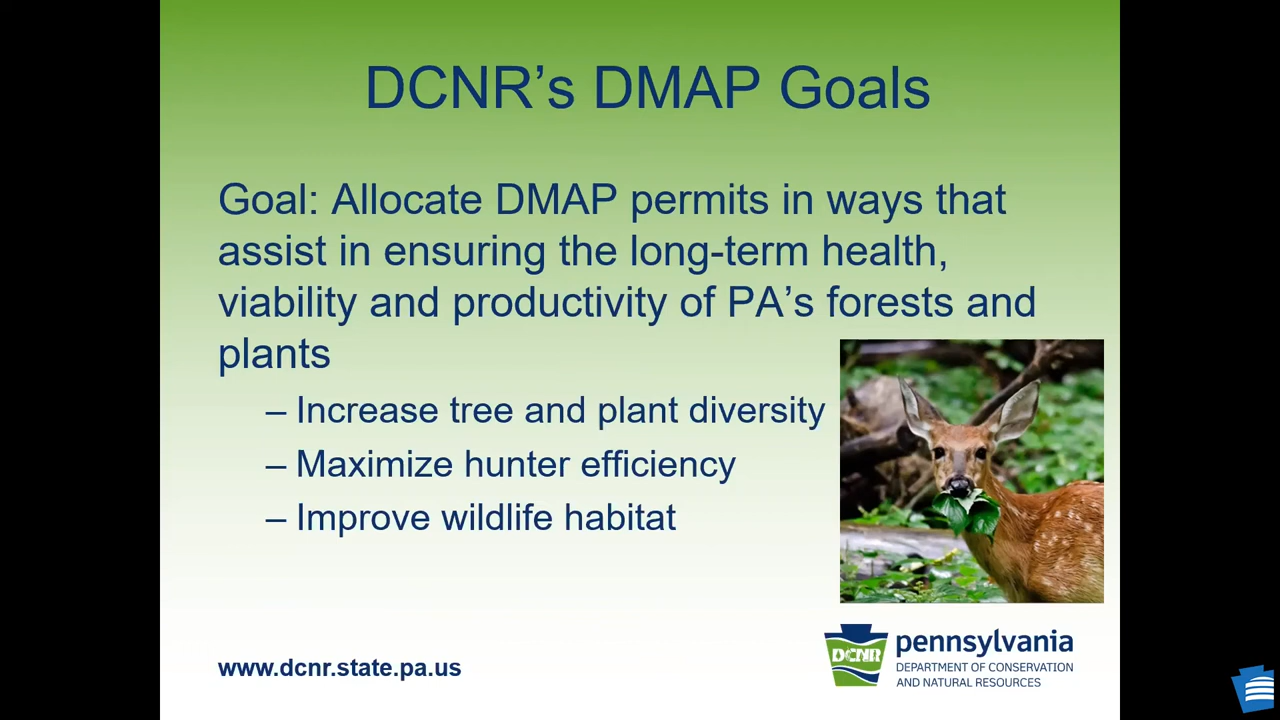 DCNR’s DMAP Goals
Goal: Allocate DMAP permits in ways that
assist in ensuring the long-term health,
viability and productivity of PA’s forests and
plants
– Increase tree and plant diversity
– Maximize hunter efficiency
– Improve wildlife habitat
www.dcnr.state.pa.us
DCNR
pennsylvania
DEPARTMENT OF CONSERVATION
AND NATURAL RESOURCES